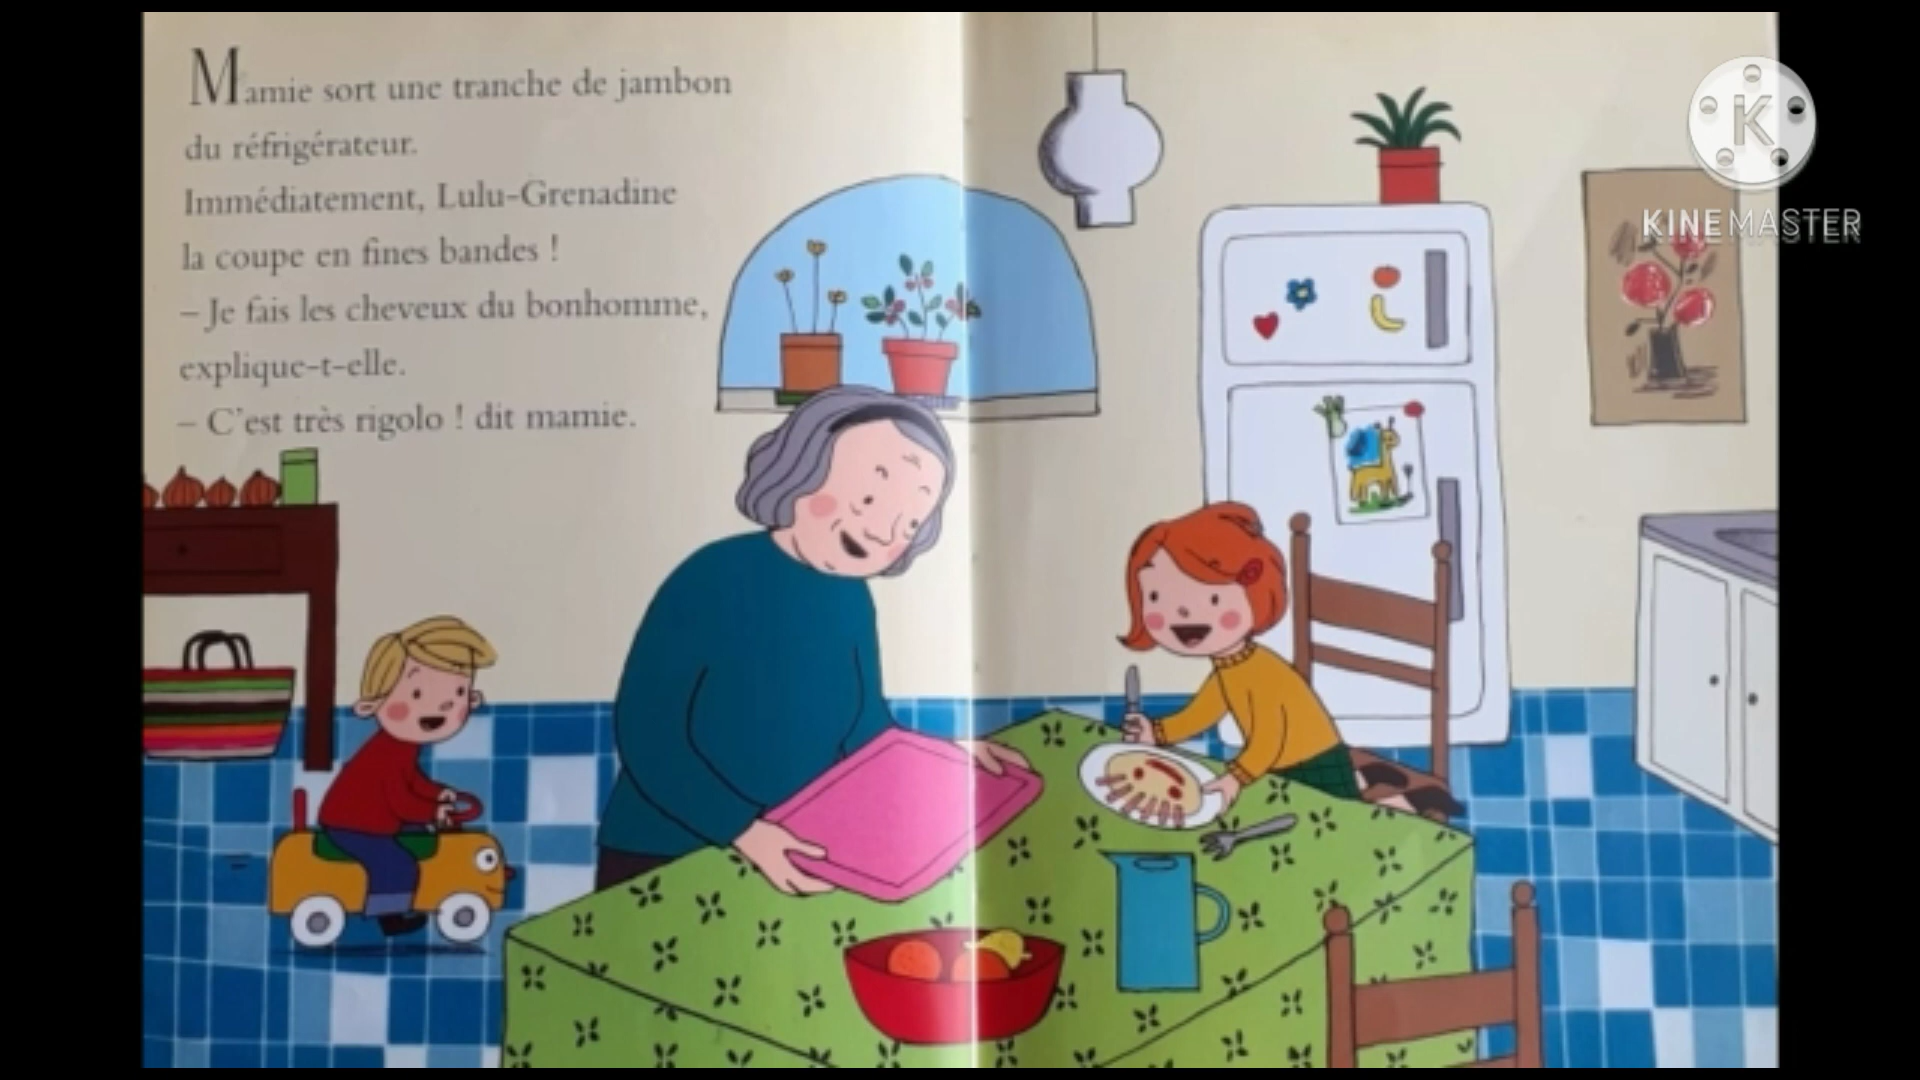 Mamie sort une tranche de jambon
du réfrigérateur.
Immédiatement, Lulu-Grenadine
la coupe en fines bandes !
– Je fais les cheveux du bonhomme,
explique-t-elle.
– C'est très rigolo ! dit mamie.
K
KINEMASTER